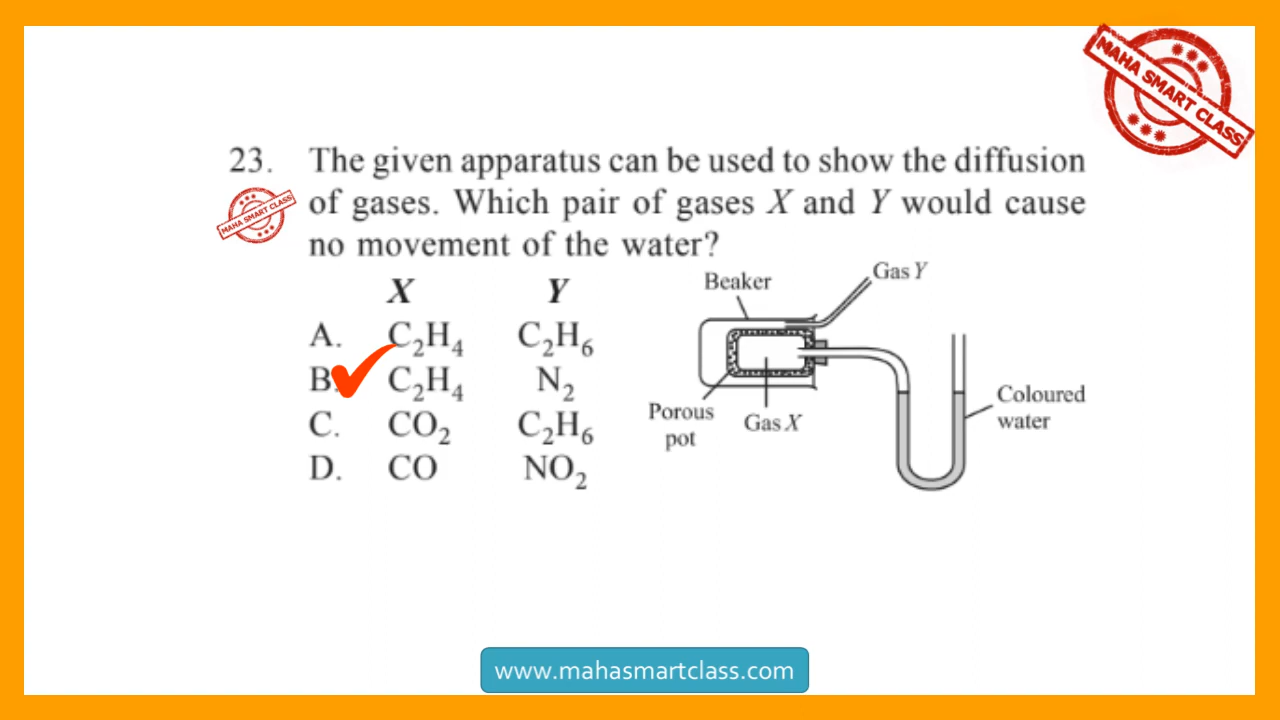 MAHA SMART CLASS
23. The given apparatus can be used to show the diffusion
MAHA SMART CLASS
of gases. Which pair of gases X and Y would cause
no movement of the water?
X Y
A. C₂H₄ C₂H₆
B. C₂H₄ N₂
C. CO₂ C₂H₆
D. CO NO₂
Beaker
Gas Y
Porous
pot
Gas X
Coloured
water
www.mahasmartclass.com